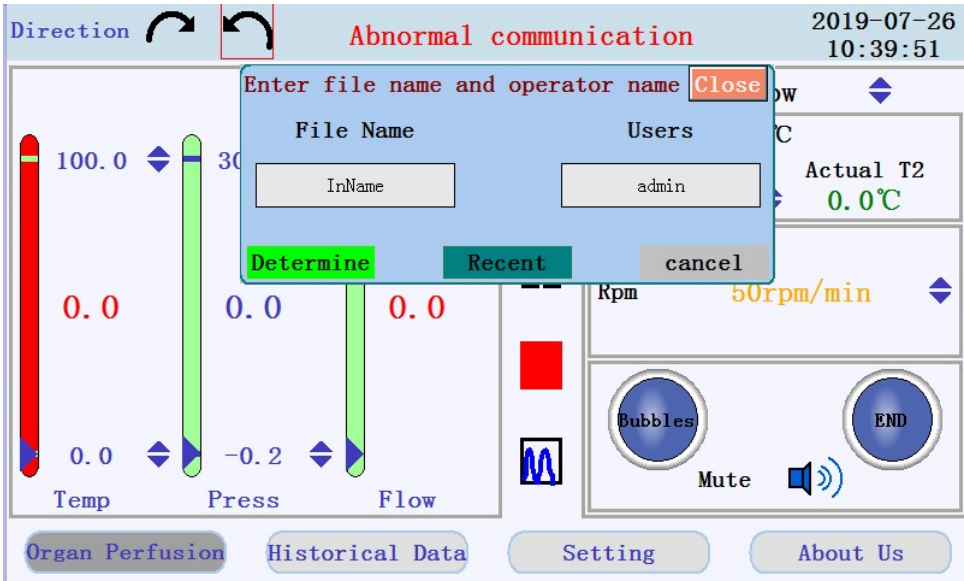 Direction
Abnormal communication
2019-07-26
10:39:51
Enter file name and operator name
Close
File Name
Users
InName
admin
Determine
Recent
cancel
100.0
30
0.0
0.0
0.0
0.0
-0.2
Temp
Press
Flow
ow
℃
Actual T2
0.0℃
Rpm
50rpm/min
Bubbles
END
Mute
Organ Perfusion
Historical Data
Setting
About Us